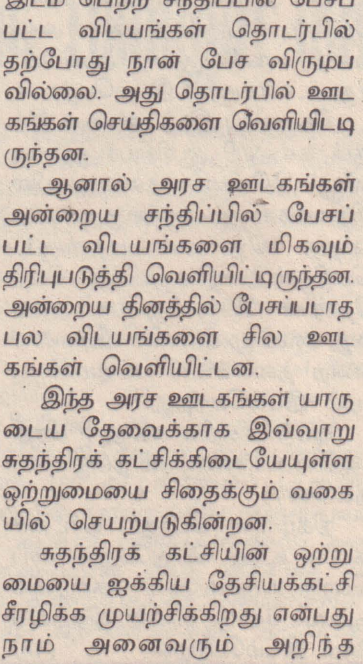 இடம் பெற்ற சந்திப்பில் பேசப்
பட்ட விடயங்கள் தொடர்பில்
தற்போது நான் பேச விரும்ப
வில்லை. அது தொடர்பில் ஊட
கங்கள் செய்திகளை வெளியிடடி
ருந்தன.
ஆனால் அரச ஊடகங்கள்
அன்றைய சந்திப்பில் பேசப்
பட்ட விடயங்களை மிகவும்
திரிபுபடுத்தி வெளியிட்டிருந்தன.
அன்றைய தினத்தில் பேசப்படாத
பல விடயங்களை சில ஊட
கங்கள் வெளியிட்டன.
இந்த அரச ஊடகங்கள் யாரு
டைய தேவைக்காக இவ்வாறு
சுதந்திரக் கட்சிக்கிடையேயுள்ள
ஒற்றுமையை சிதைக்கும் வகை
யில் செயற்படுகின்றன.
சுதந்திரக் கட்சியின் ஒற்று
மையை ஐக்கிய தேசியக்கட்சி
சீரழிக்க முயற்சிக்கிறது என்பது
நாம் அனைவரும் அறிந்த